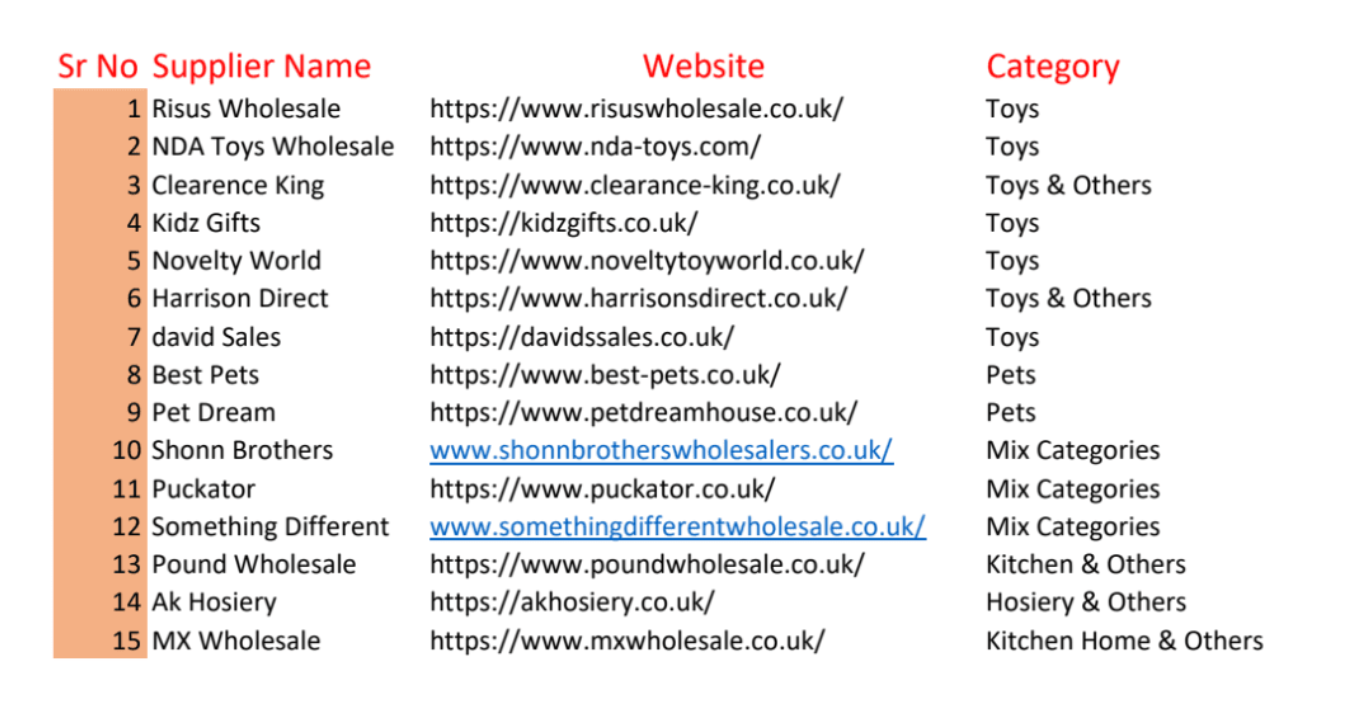 Sr No Supplier Name Website Category
1 Risus Wholesale https://www.risuswholesale.co.uk/ Toys
2 NDA Toys Wholesale https://www.nda-toys.com/ Toys
3 Clearence King https://www.clearance-king.co.uk/ Toys & Others
4 Kidz Gifts https://kidzgifts.co.uk/ Toys
5 Novelty World https://www.noveltytoyworld.co.uk/ Toys
6 Harrison Direct https://www.harrisonsdirect.co.uk/ Toys & Others
7 david Sales https://davidssales.co.uk/ Toys
8 Best Pets https://www.best-pets.co.uk/ Pets
9 Pet Dream https://www.petdreamhouse.co.uk/ Pets
10 Shonn Brothers www.shonnbrotherswholesalers.co.uk/ Mix Categories
11 Puckator https://www.puckator.co.uk/ Mix Categories
12 Something Different www.somethingdifferentwholesale.co.uk/ Mix Categories
13 Pound Wholesale https://www.poundwholesale.co.uk/ Kitchen & Others
14 Ak Hosiery https://akhosiery.co.uk/ Hosiery & Others
15 MX Wholesale https://www.mxwholesale.co.uk/ Kitchen Home & Others